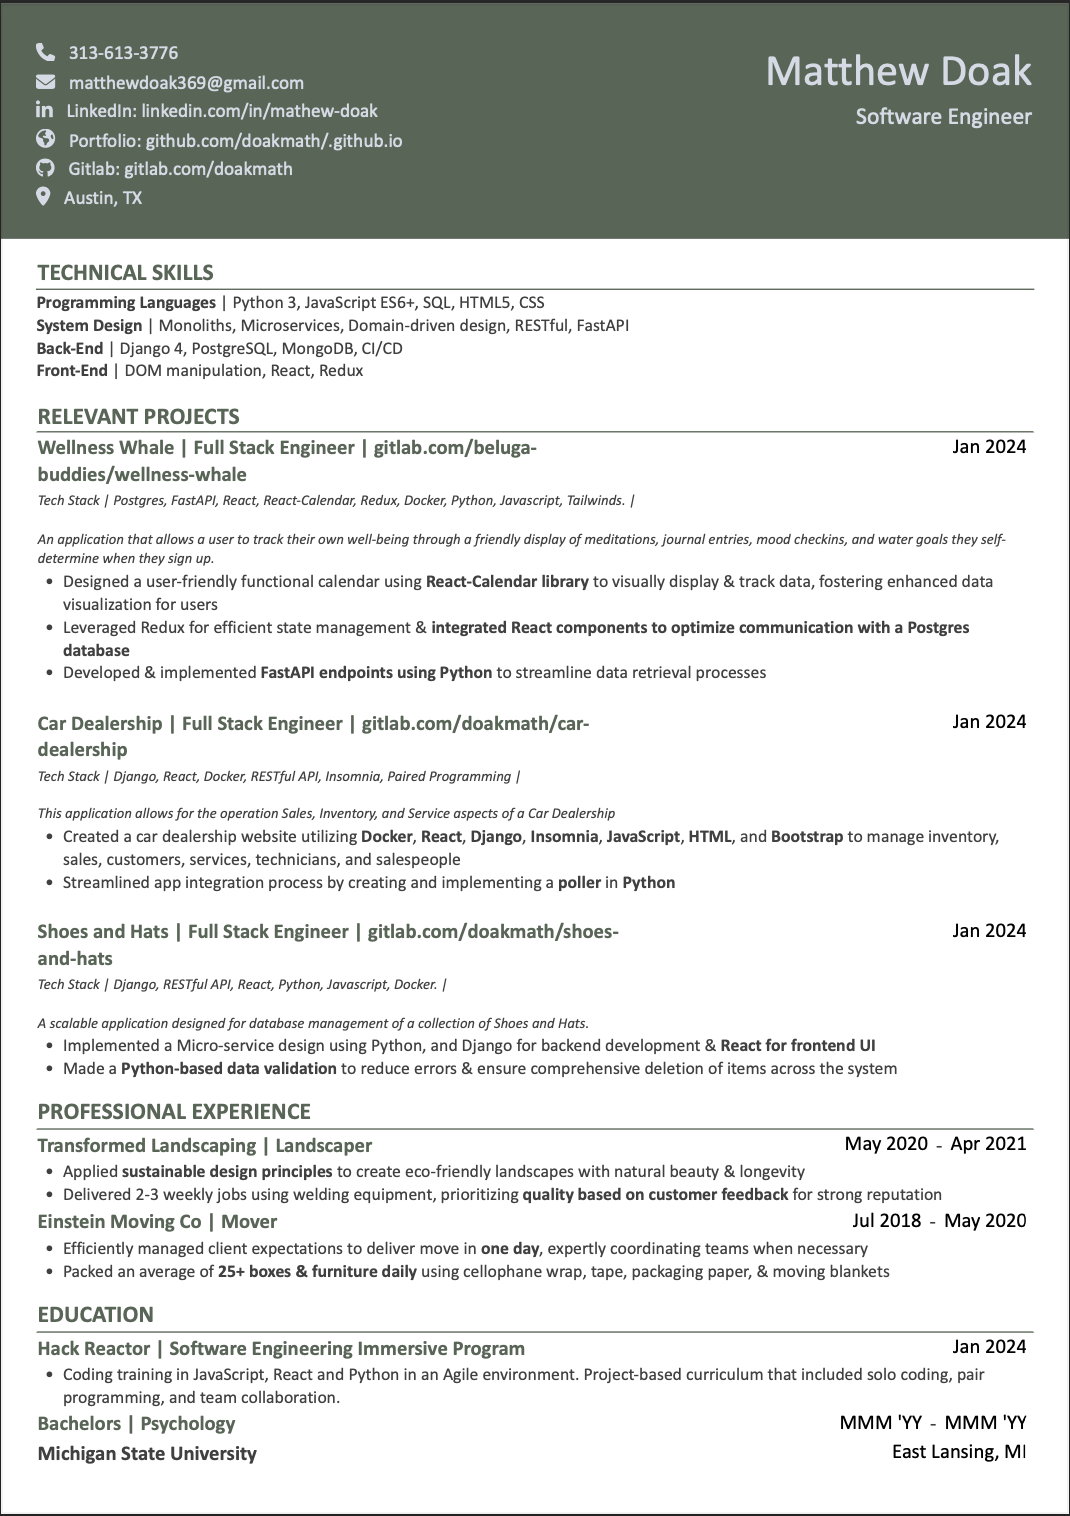 313-613-3776
matthewdoak369@gmail.com
LinkedIn: linkedin.com/in/mathew-doak
Portfolio: github.com/doakmath/.github.io
Gitlab: gitlab.com/doakmath
Austin, TX
Matthew Doak
Software Engineer
TECHNICAL SKILLS
Programming Languages | Python 3, JavaScript ES6+, SQL, HTML5, CSS
System Design | Monoliths, Microservices, Domain-driven design, RESTful, FastAPI
Back-End | Django 4, PostgreSQL, MongoDB, CI/CD
Front-End | DOM manipulation, React, Redux
RELEVANT PROJECTS
Wellness Whale | Full Stack Engineer | gitlab.com/beluga- Jan 2024
buddies/wellness-whale
Tech Stack | Postgres, FastAPI, React, React-Calendar, Redux, Docker, Python, Javascript, Tailwinds. |
An application that allows a user to track their own well-being through a friendly display of meditations, journal entries, mood checkins, and water goals they self-
determine when they sign up.
• Designed a user-friendly functional calendar using React-Calendar library to visually display & track data, fostering enhanced data
visualization for users
• Leveraged Redux for efficient state management & integrated React components to optimize communication with a Postgres
database
• Developed & implemented FastAPI endpoints using Python to streamline data retrieval processes
Car Dealership | Full Stack Engineer | gitlab.com/doakmath/car- Jan 2024
dealership
Tech Stack | Django, React, Docker, RESTful API, Insomnia, Paired Programming |
This application allows for the operation Sales, Inventory, and Service aspects of a Car Dealership
• Created a car dealership website utilizing Docker, React, Django, Insomnia, JavaScript, HTML, and Bootstrap to manage inventory,
sales, customers, services, technicians, and salespeople
• Streamlined app integration process by creating and implementing a poller in Python
Shoes and Hats | Full Stack Engineer | gitlab.com/doakmath/shoes- Jan 2024
and-hats
Tech Stack | Django, RESTful API, React, Python, Javascript, Docker. |
A scalable application designed for database management of a collection of Shoes and Hats.
• Implemented a Micro-service design using Python, and Django for backend development & React for frontend UI
• Made a Python-based data validation to reduce errors & ensure comprehensive deletion of items across the system
PROFESSIONAL EXPERIENCE
Transformed Landscaping | Landscaper May 2020 - Apr 2021
• Applied sustainable design principles to create eco-friendly landscapes with natural beauty & longevity
• Delivered 2-3 weekly jobs using welding equipment, prioritizing quality based on customer feedback for strong reputation
Einstein Moving Co | Mover Jul 2018 - May 2020
• Efficiently managed client expectations to deliver move in one day, expertly coordinating teams when necessary
• Packed an average of 25+ boxes & furniture daily using cellophane wrap, tape, packaging paper, & moving blankets
EDUCATION
Hack Reactor | Software Engineering Immersive Program Jan 2024
• Coding training in JavaScript, React and Python in an Agile environment. Project-based curriculum that included solo coding, pair
programming, and team collaboration.
Bachelors | Psychology MMM 'YY - MMM 'YY
Michigan State University East Lansing, MI